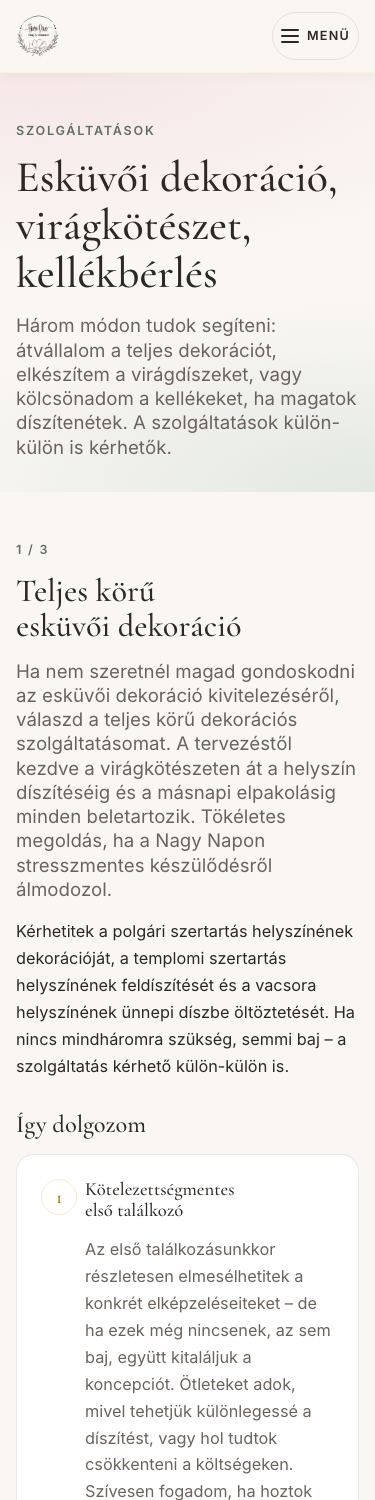 MENÜ
SZOLGÁLTATÁSOK
Esküvői dekoráció,
virágkötészet,
kellékbérlés
Három módon tudok segíteni:
átvállalom a teljes dekorációt,
elkészítem a virágdíszeket, vagy
kölcsönadom a kellékeket, ha magatok
díszítenétek. A szolgáltatások külön-
külön is kérhetők.
1 / 3
Teljes körű
esküvői dekoráció
Ha nem szeretnél magad gondoskodni
az esküvői dekoráció kivitelezéséről,
válaszd a teljes körű dekorációs
szolgáltatásomat. A tervezéstől
kezdve a virágkötészeten át a helyszín
díszítéséig és a másnapi elpakolásig
minden beletartozik. Tökéletes
megoldás, ha a Nagy Napon
stresszmentes készülődésről
álmodozol.
Kérhetitek a polgári szertartás helyszínének
dekorációját, a templomi szertartás
helyszínének feldíszítését és a vacsora
helyszínének ünnepi díszbe öltöztetését. Ha
nincs mindháromra szükség, semmi baj – a
szolgáltatás kérhető külön-külön is.
Így dolgozom
1
Kötelezettségmentes
első találkozó
Az első találkozásunkkor
részletesen elmesélhetitek a
konkrét elképzeléseiteket – de
ha ezek még nincsenek, az sem
baj, együtt kitaláljuk a
koncepciót. Ötleteket adok,
mivel tehetjük különlegessé a
díszítést, vagy hol tudtok
csökkenteni a költségeken.
Szívesen fogadom, ha hoztok